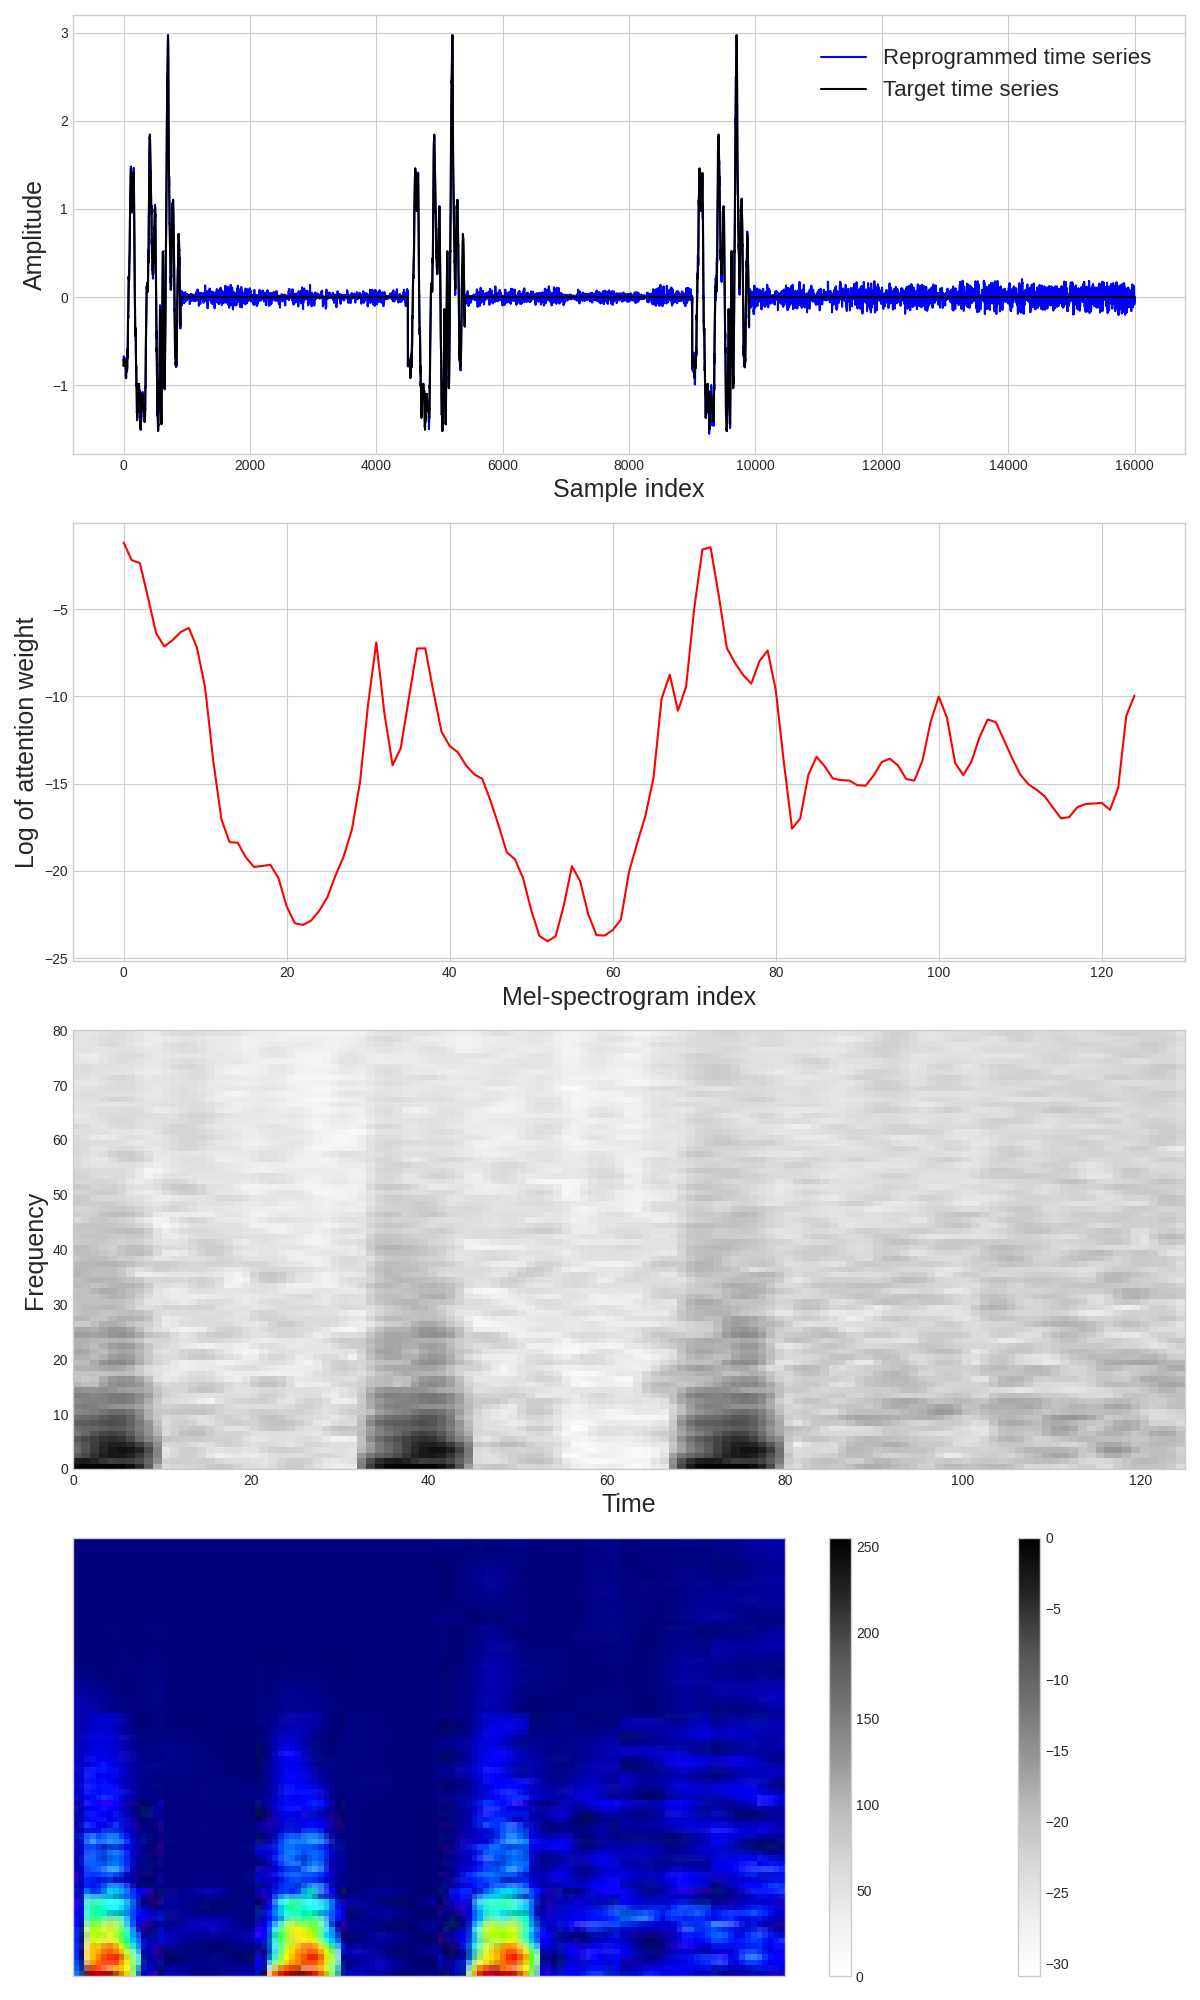 3
2
1
0
−1
Amplitude
Reprogrammed time series
Target time series
0 2000 4000 6000 8000 10000 12000 14000 16000
Sample index
−5
−10
−15
−20
−25
Log of attention weight
0 20 40 60 80 100 120
Mel-spectrogram index
80
70
60
50
40
30
20
10
0
Frequency
0 20 40 60 80 100 120
Time
250
200
150
100
50
0
0
−5
−10
−15
−20
−25
−30